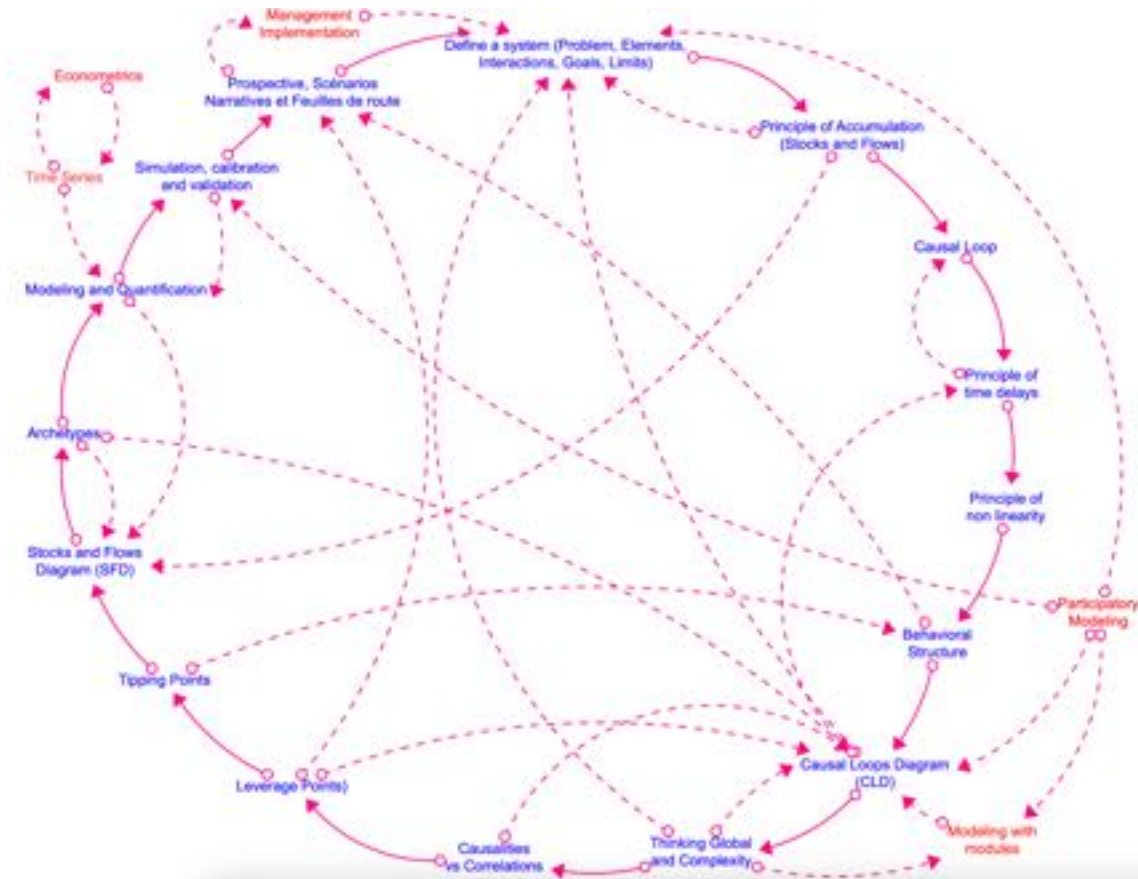 Management
Implementation
Define a system (Problem, Elements,
Interactions, Goals, Limits)
Econometrics
Prospective, Scénarios
Narratives et Feuilles de route
Principle of Accumulation
(Stocks and Flows)
Time Series
Simulation, calibration
and validation
Causal Loop
Modeling and Quantification
Principle of
time delays
Archetypes
Principle of
non linearity
Stocks and Flows
Diagram (SFD)
Participatory
Modeling
Behavioral
Structure
Tipping Points
Causal Loops Diagram
(CLD)
Leverage Points)
Modeling with
modules
Thinking Global
and Complexity
Causalities
vs Correlations